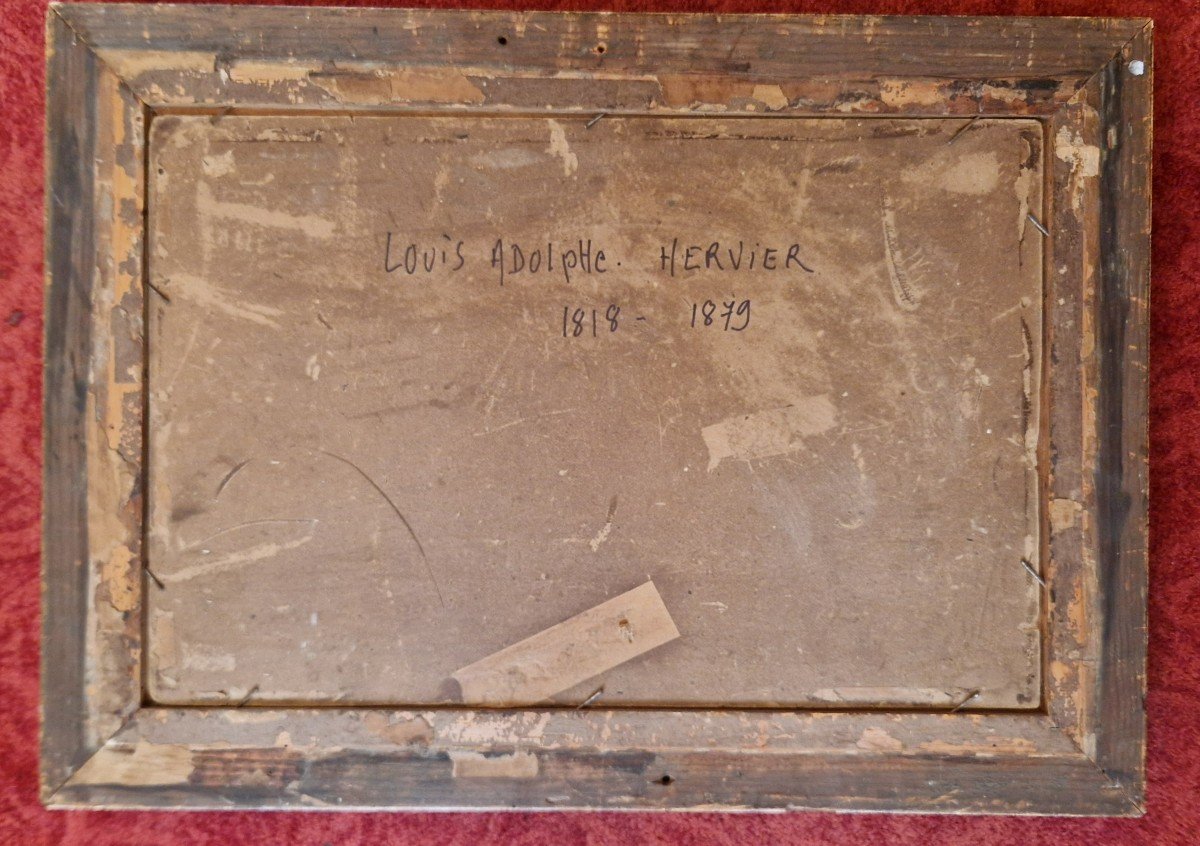 LOUIS ADOLPHE. HERVIER
1818 - 1879